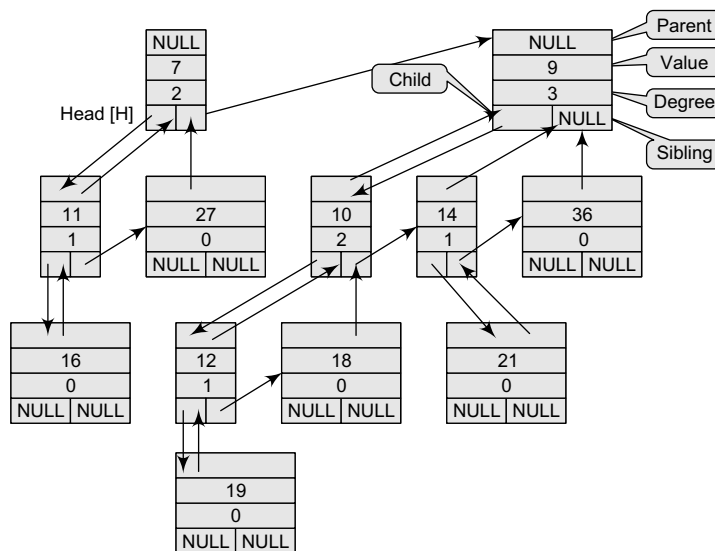 NULL
7
2
Head [H]
NULL
9
3
NULL
Parent
Value
Degree
Sibling
Child
11
1
27
0
NULL NULL
10
2
14
1
36
0
NULL NULL
16
0
NULL NULL
12
1
18
0
NULL NULL
21
0
NULL NULL
19
0
NULL NULL